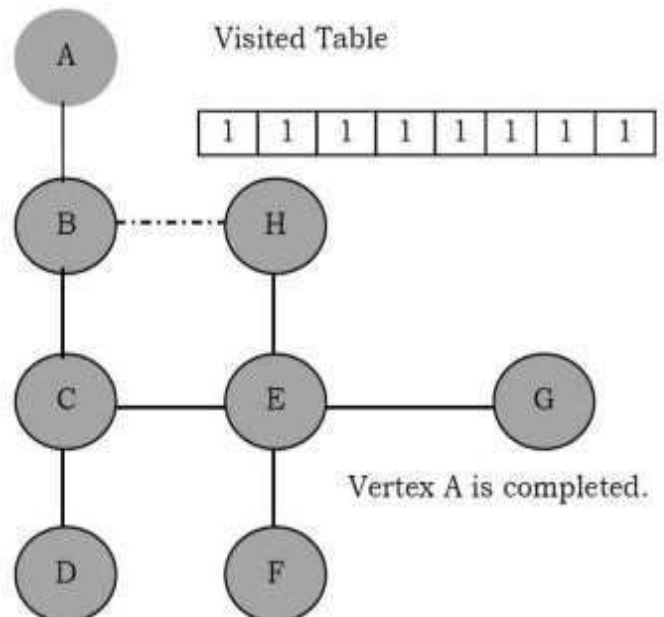 A
Visited Table
1 1 1 1 1 1 1 1
B H
C E G
Vertex A is completed.
D F